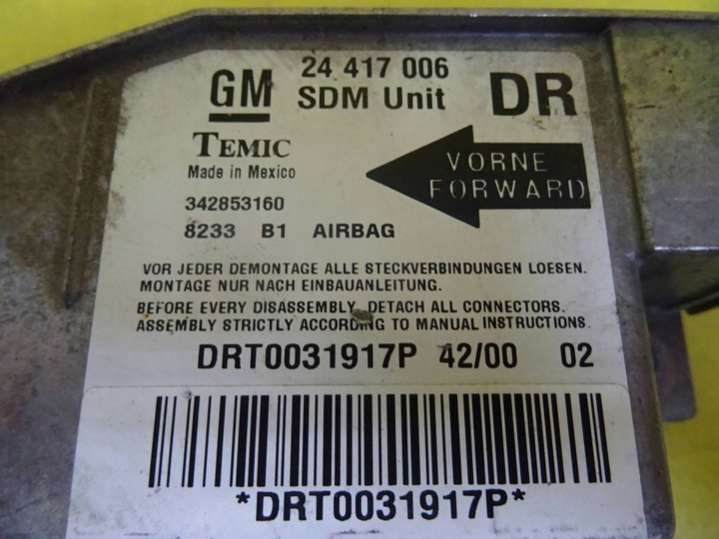 GM 24 417 006 DR
SDM Unit
TEMIC
Made in Mexico
VORNE
FORWARD
342853160
8233 B1 AIRBAG
VOR JEDER DEMONTAGE ALLE STECKVERBINDUNGEN LOESEN.
MONTAGE NUR NACH EINBAUANLEITUNG.
BEFORE EVERY DISASSEMBLY DETACH ALL CONNECTORS.
ASSEMBLY STRICTLY ACCORDING TO MANUAL INSTRUCTIONS.
DRT0031917P 42/00 02
*DRT0031917P*